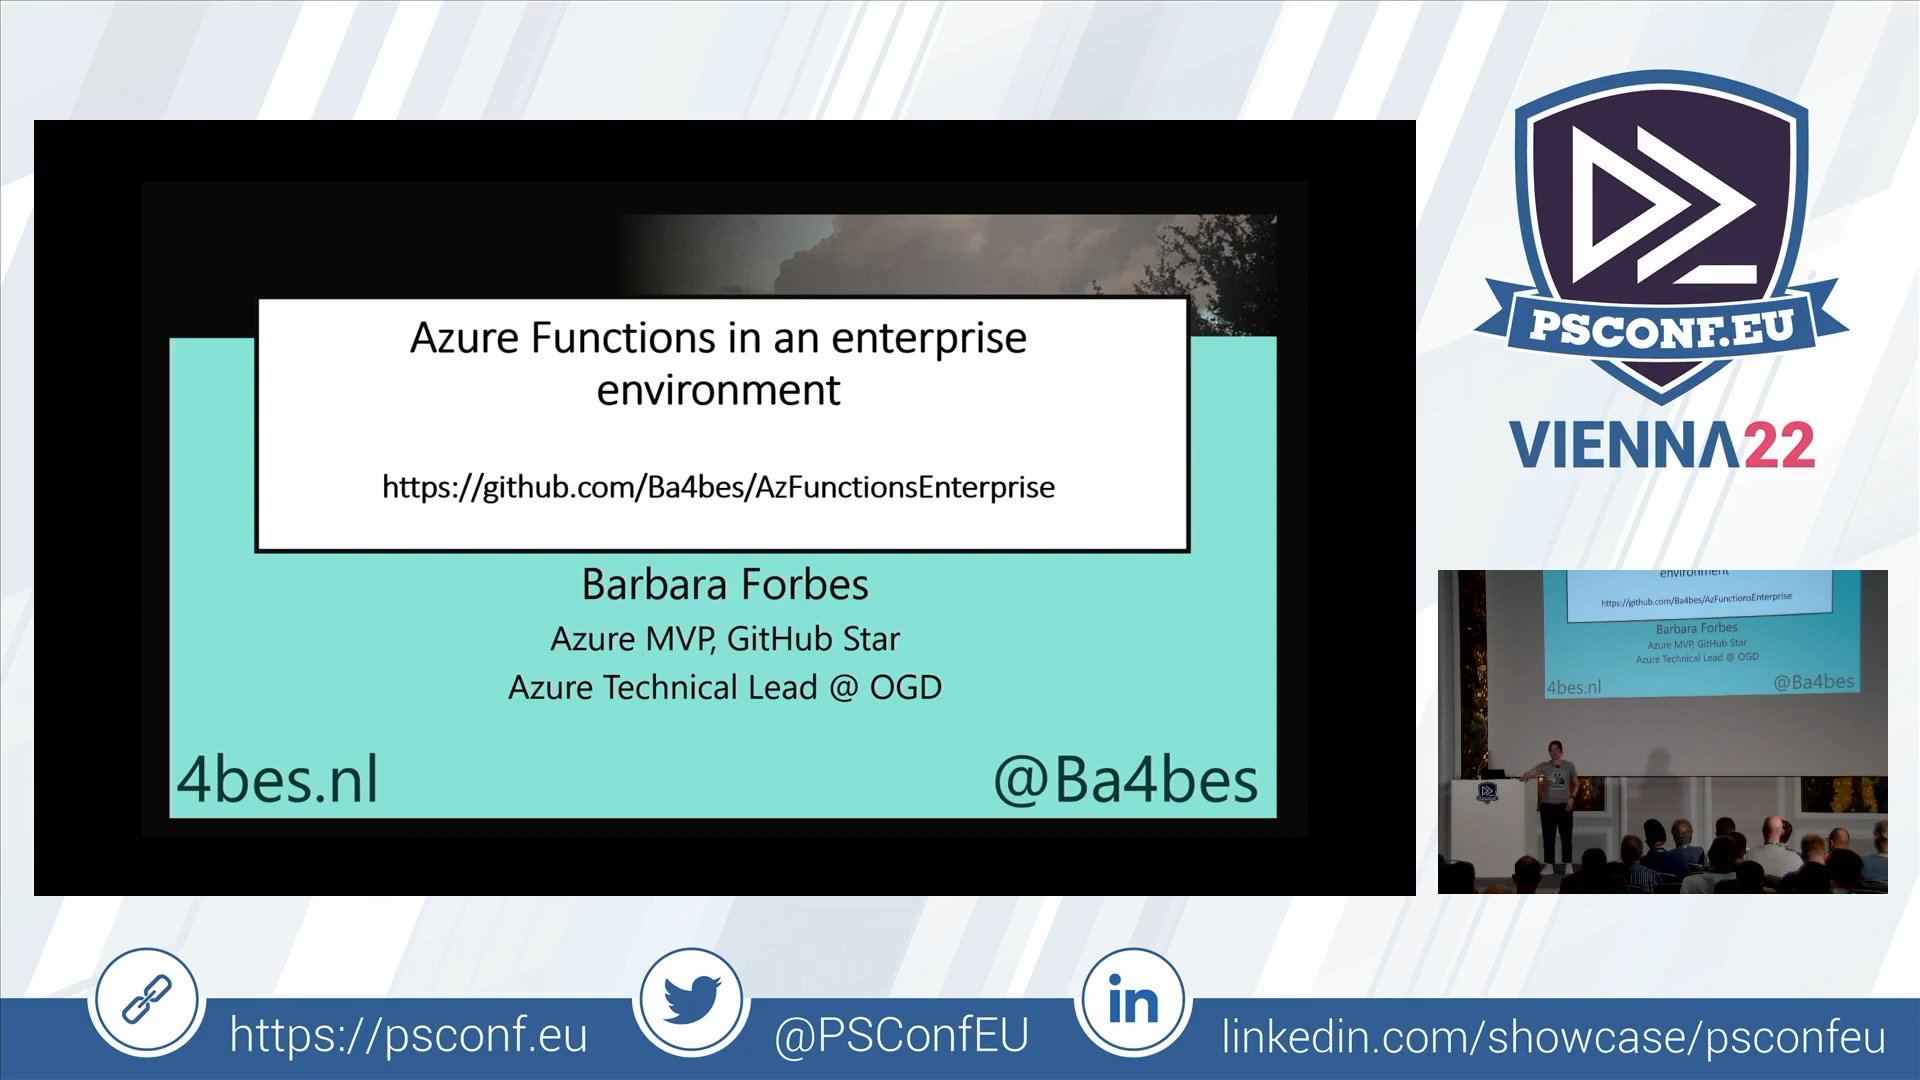 Azure Functions in an enterprise
environment
https://github.com/Ba4bes/AzFunctionsEnterprise
Barbara Forbes
Azure MVP, GitHub Star
Azure Technical Lead @ OGD
4bes.nl
@Ba4bes
PSCONF.EU
VIENNA22
environment
https://github.com/Ba4bes/AzFunctionsEnterprise
Barbara Forbes
Azure MVP, GitHub Star
Azure Technical Lead @ OGD
4bes.nl
@Ba4bes
https://psconf.eu
@PSConfEU
in
linkedin.com/showcase/psconfeu